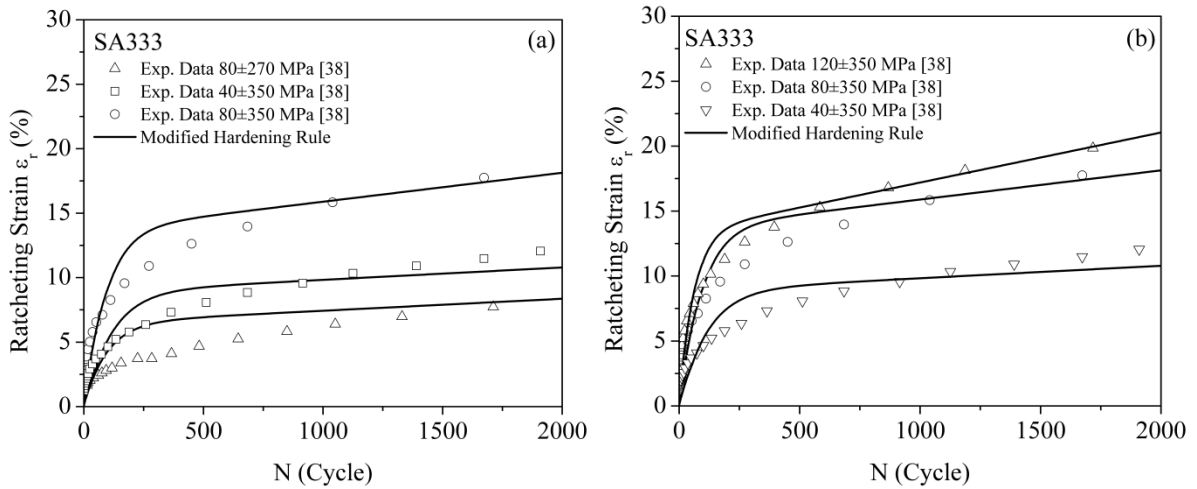 (a)
SA333
Exp. Data 80±270 MPa [38]
Exp. Data 40±350 MPa [38]
Exp. Data 80±350 MPa [38]
Modified Hardening Rule
Ratcheting Strain εr (%)
30
25
20
15
10
5
0
0
500
1000
1500
2000
N (Cycle)
(b)
SA333
Exp. Data 120±350 MPa [38]
Exp. Data 80±350 MPa [38]
Exp. Data 40±350 MPa [38]
Modified Hardening Rule
Ratcheting Strain εr (%)
30
25
20
15
10
5
0
0
500
1000
1500
2000
N (Cycle)